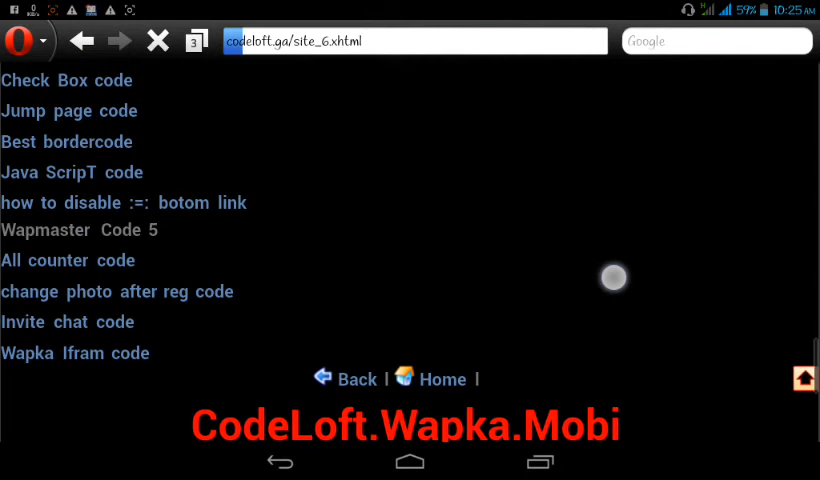 59% 10:25 AM
3 codeloft.ga/site_6.xhtml Google
Check Box code
Jump page code
Best bordercode
Java ScripT code
how to disable :=: botom link
Wapmaster Code 5
All counter code
change photo after reg code
Invite chat code
Wapka Ifram code
Back | Home |
CodeLoft.Wapka.Mobi